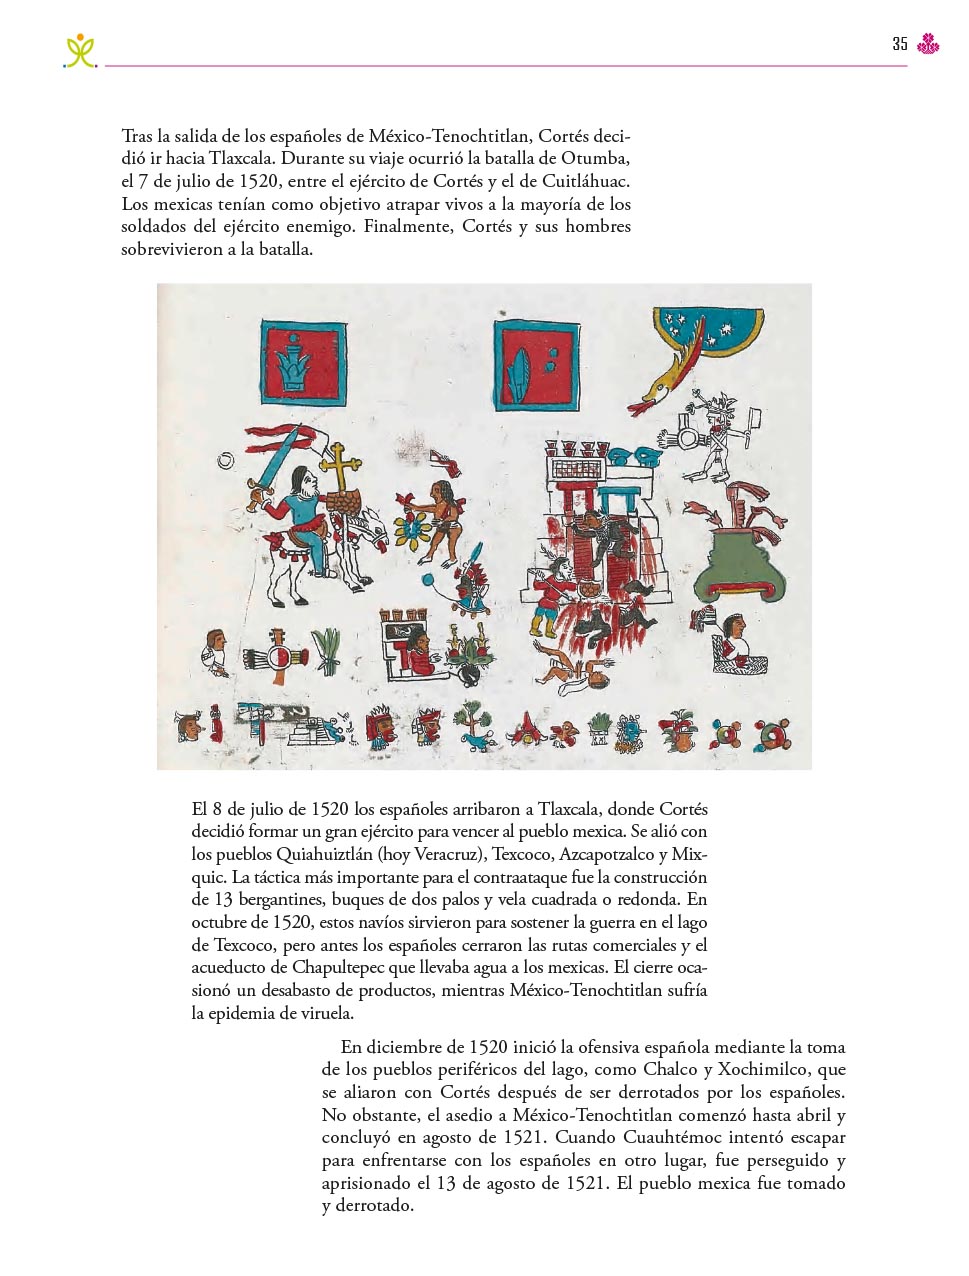 35
Tras la salida de los españoles de México-Tenochtitlan, Cortés deci-
dió ir hacia Tlaxcala. Durante su viaje ocurrió la batalla de Otumba,
el 7 de julio de 1520, entre el ejército de Cortés y el de Cuitláhuac.
Los mexicas tenían como objetivo atrapar vivos a la mayoría de los
soldados del ejército enemigo. Finalmente, Cortés y sus hombres
sobrevivieron a la batalla.
El 8 de julio de 1520 los españoles arribaron a Tlaxcala, donde Cortés
decidió formar un gran ejército para vencer al pueblo mexica. Se alió con
los pueblos Quiahuiztlán (hoy Veracruz), Texcoco, Azcapotzalco y Mix-
quic. La táctica más importante para el contraataque fue la construcción
de 13 bergantines, buques de dos palos y vela cuadrada o redonda. En
octubre de 1520, estos navíos sirvieron para sostener la guerra en el lago
de Texcoco, pero antes los españoles cerraron las rutas comerciales y el
acueducto de Chapultepec que llevaba agua a los mexicas. El cierre oca-
sionó un desabasto de productos, mientras México-Tenochtitlan sufría
la epidemia de viruela.
En diciembre de 1520 inició la ofensiva española mediante la toma
de los pueblos periféricos del lago, como Chalco y Xochimilco, que
se aliaron con Cortés después de ser derrotados por los españoles.
No obstante, el asedio a México-Tenochtitlan comenzó hasta abril y
concluyó en agosto de 1521. Cuando Cuauhtémoc intentó escapar
para enfrentarse con los españoles en otro lugar, fue perseguido y
aprisionado el 13 de agosto de 1521. El pueblo mexica fue tomado
y derrotado.